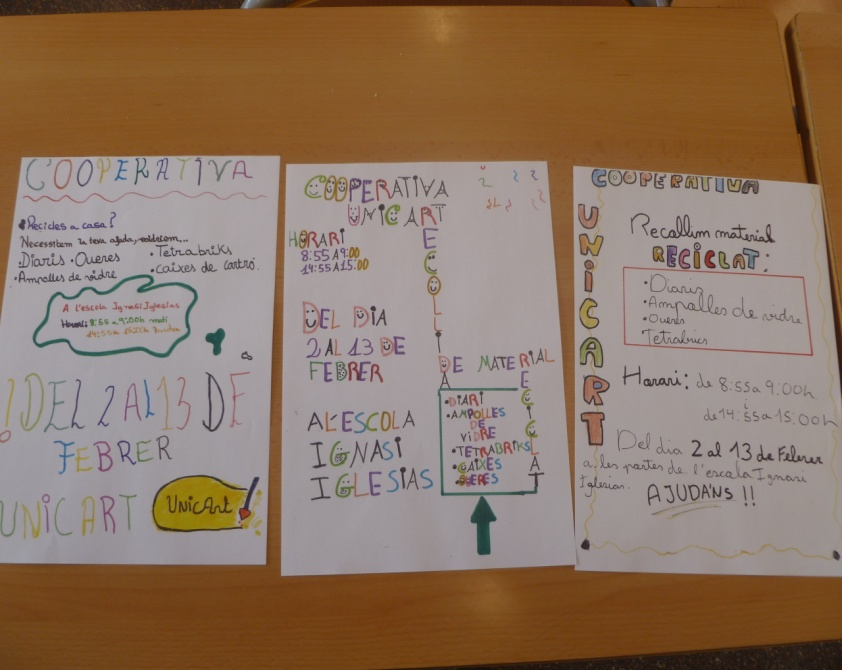 COOPERATIVA
Recicles a casa?
Necessitem la teva ajuda,
•Diaris •Oueres •Tetrabriks
•Ampolles de vidre •caixes de cartró.
A l'escola Ignasi Iglesias
Horari: 8:55 a 9:00h matí
14:55 a 15:00h
¡DEL 2 AL 13 DE
FEBRER
UNICART
UnicArt
COOPERATIVA
UNICART
HORARI
8:55 A 9:00
14:55 A 15:00
DEL DIA
2 AL 13 DE
FEBRER
A L'ESCOLA
IGNASI
IGLESIAS
RECOLLIDA
DE MATERIAL
RECICLAT
•DIARI
•AMPOLLES
DE
VIDRE
•TETRABRIKS
•CAIXES
•OUERES
COOPERATIVA
UNICART
Recallim material
RECICLAT:
•Diaris
•Ampalles de vidre
•Oueres
Tetrabrics
Horari: de 8:55 a 9:00h
i
de 14:55 a 15:00h
Del dia 2 al 13 de Febrer
a les portes de l'escola Ignasi
Iglesias.
AJUDA'NS !!